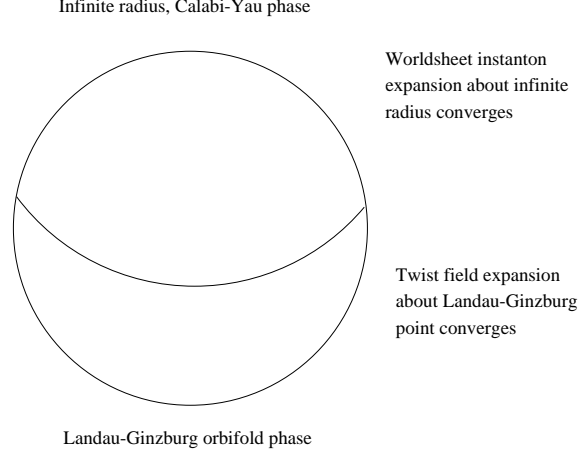 Infinite radius, Calabi-Yau phase
Worldsheet instanton
expansion about infinite
radius converges
Twist field expansion
about Landau-Ginzburg
point converges
Landau-Ginzburg orbifold phase